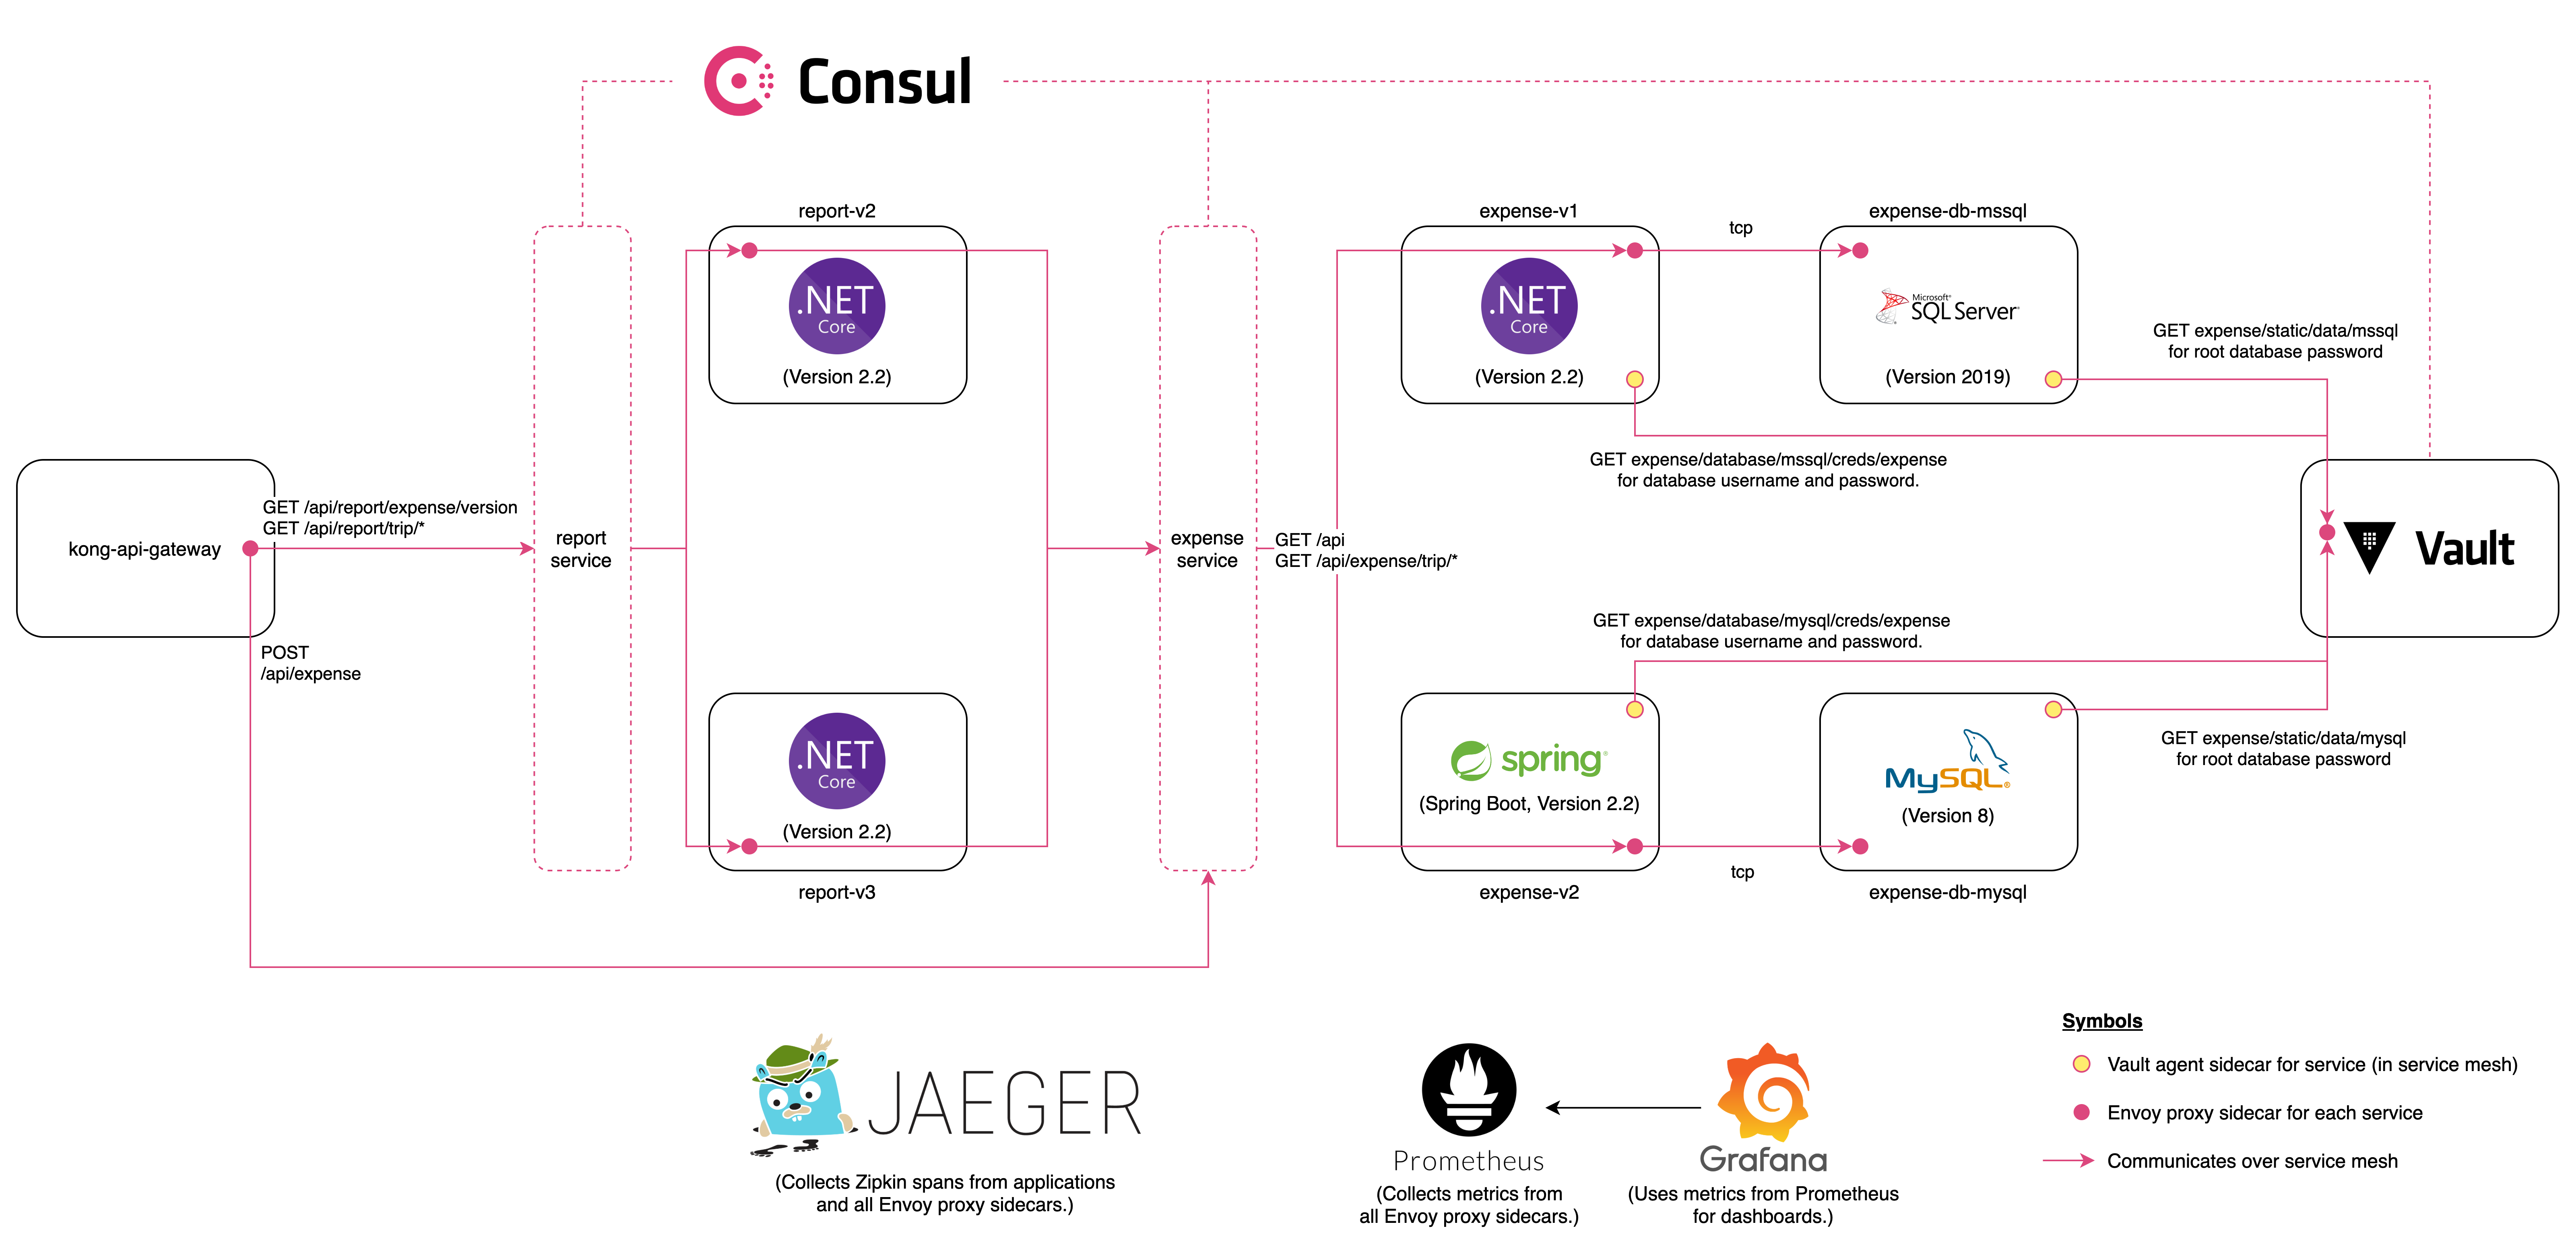 Consul
report-v2
.NET
Core
(Version 2.2)
expense-v1
.NET
Core
(Version 2.2)
tcp
expense-db-mssql
Microsoft®
SQL Server®
(Version 2019)
GET expense/static/data/mssql
for root database password
GET expense/database/mssql/creds/expense
for database username and password.
kong-api-gateway
GET /api/report/expense/version
GET /api/report/trip/*
report
service
expense
service
GET /api
GET /api/expense/trip/*
Vault
POST
/api/expense
GET expense/database/mysql/creds/expense
for database username and password.
.NET
Core
(Version 2.2)
report-v3
spring®
(Spring Boot, Version 2.2)
expense-v2
tcp
MySQL®
(Version 8)
expense-db-mysql
GET expense/static/data/mysql
for root database password
JAEGER
(Collects Zipkin spans from applications
and all Envoy proxy sidecars.)
Prometheus
(Collects metrics from
all Envoy proxy sidecars.)
Grafana
(Uses metrics from Prometheus
for dashboards.)
Symbols
Vault agent sidecar for service (in service mesh)
Envoy proxy sidecar for each service
Communicates over service mesh